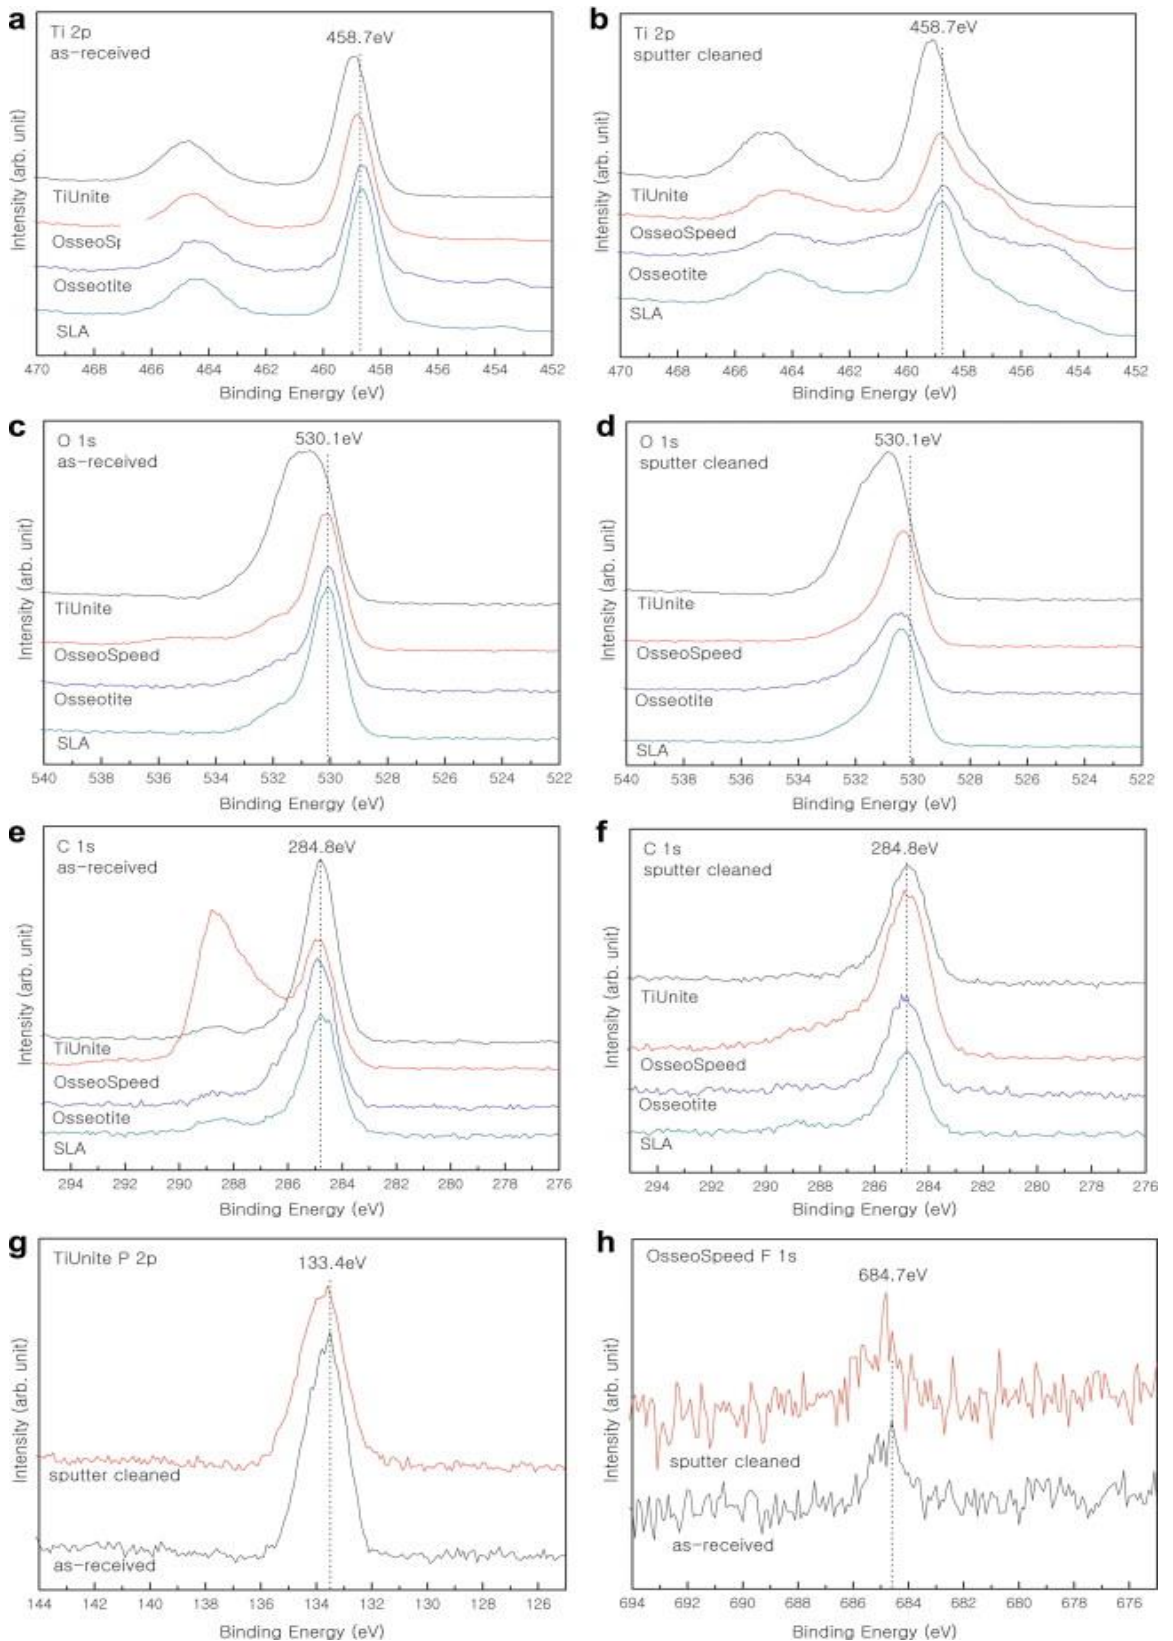 a
Ti 2p
as-received
458.7eV
TiUnite
OsseoSp
Osseotite
SLA
Intensity (arb. unit)
470 468 466 464 462 460 458 456 454 452
Binding Energy (eV)
b
Ti 2p
sputter cleaned
458.7eV
TiUnite
OsseoSpeed
Osseotite
SLA
Intensity (arb. unit)
470 468 466 464 462 460 458 456 454 452
Binding Energy (eV)
c
O 1s
as-received
530.1eV
TiUnite
OsseoSpeed
Osseotite
SLA
Intensity (arb. unit)
540 538 536 534 532 530 528 526 524 522
Binding Energy (eV)
d
O 1s
sputter cleaned
530.1eV
TiUnite
OsseoSpeed
Osseotite
SLA
Intensity (arb. unit)
540 538 536 534 532 530 528 526 524 522
Binding Energy (eV)
e
C 1s
as-received
284.8eV
TiUnite
OsseoSpeed
Osseotite
SLA
Intensity (arb. unit)
294 292 290 288 286 284 282 280 278 276
Binding Energy (eV)
f
C 1s
sputter cleaned
284.8eV
TiUnite
OsseoSpeed
Osseotite
SLA
Intensity (arb. unit)
294 292 290 288 286 284 282 280 278 276
Binding Energy (eV)
g
TiUnite P 2p
133.4eV
sputter cleaned
as-received
Intensity (arb. unit)
144 142 140 138 136 134 132 130 128 126
Binding Energy (eV)
h
OsseoSpeed F 1s
684.7eV
sputter cleaned
as-received
Intensity (arb. unit)
694 692 690 688 686 684 682 680 678 676
Binding Energy (eV)